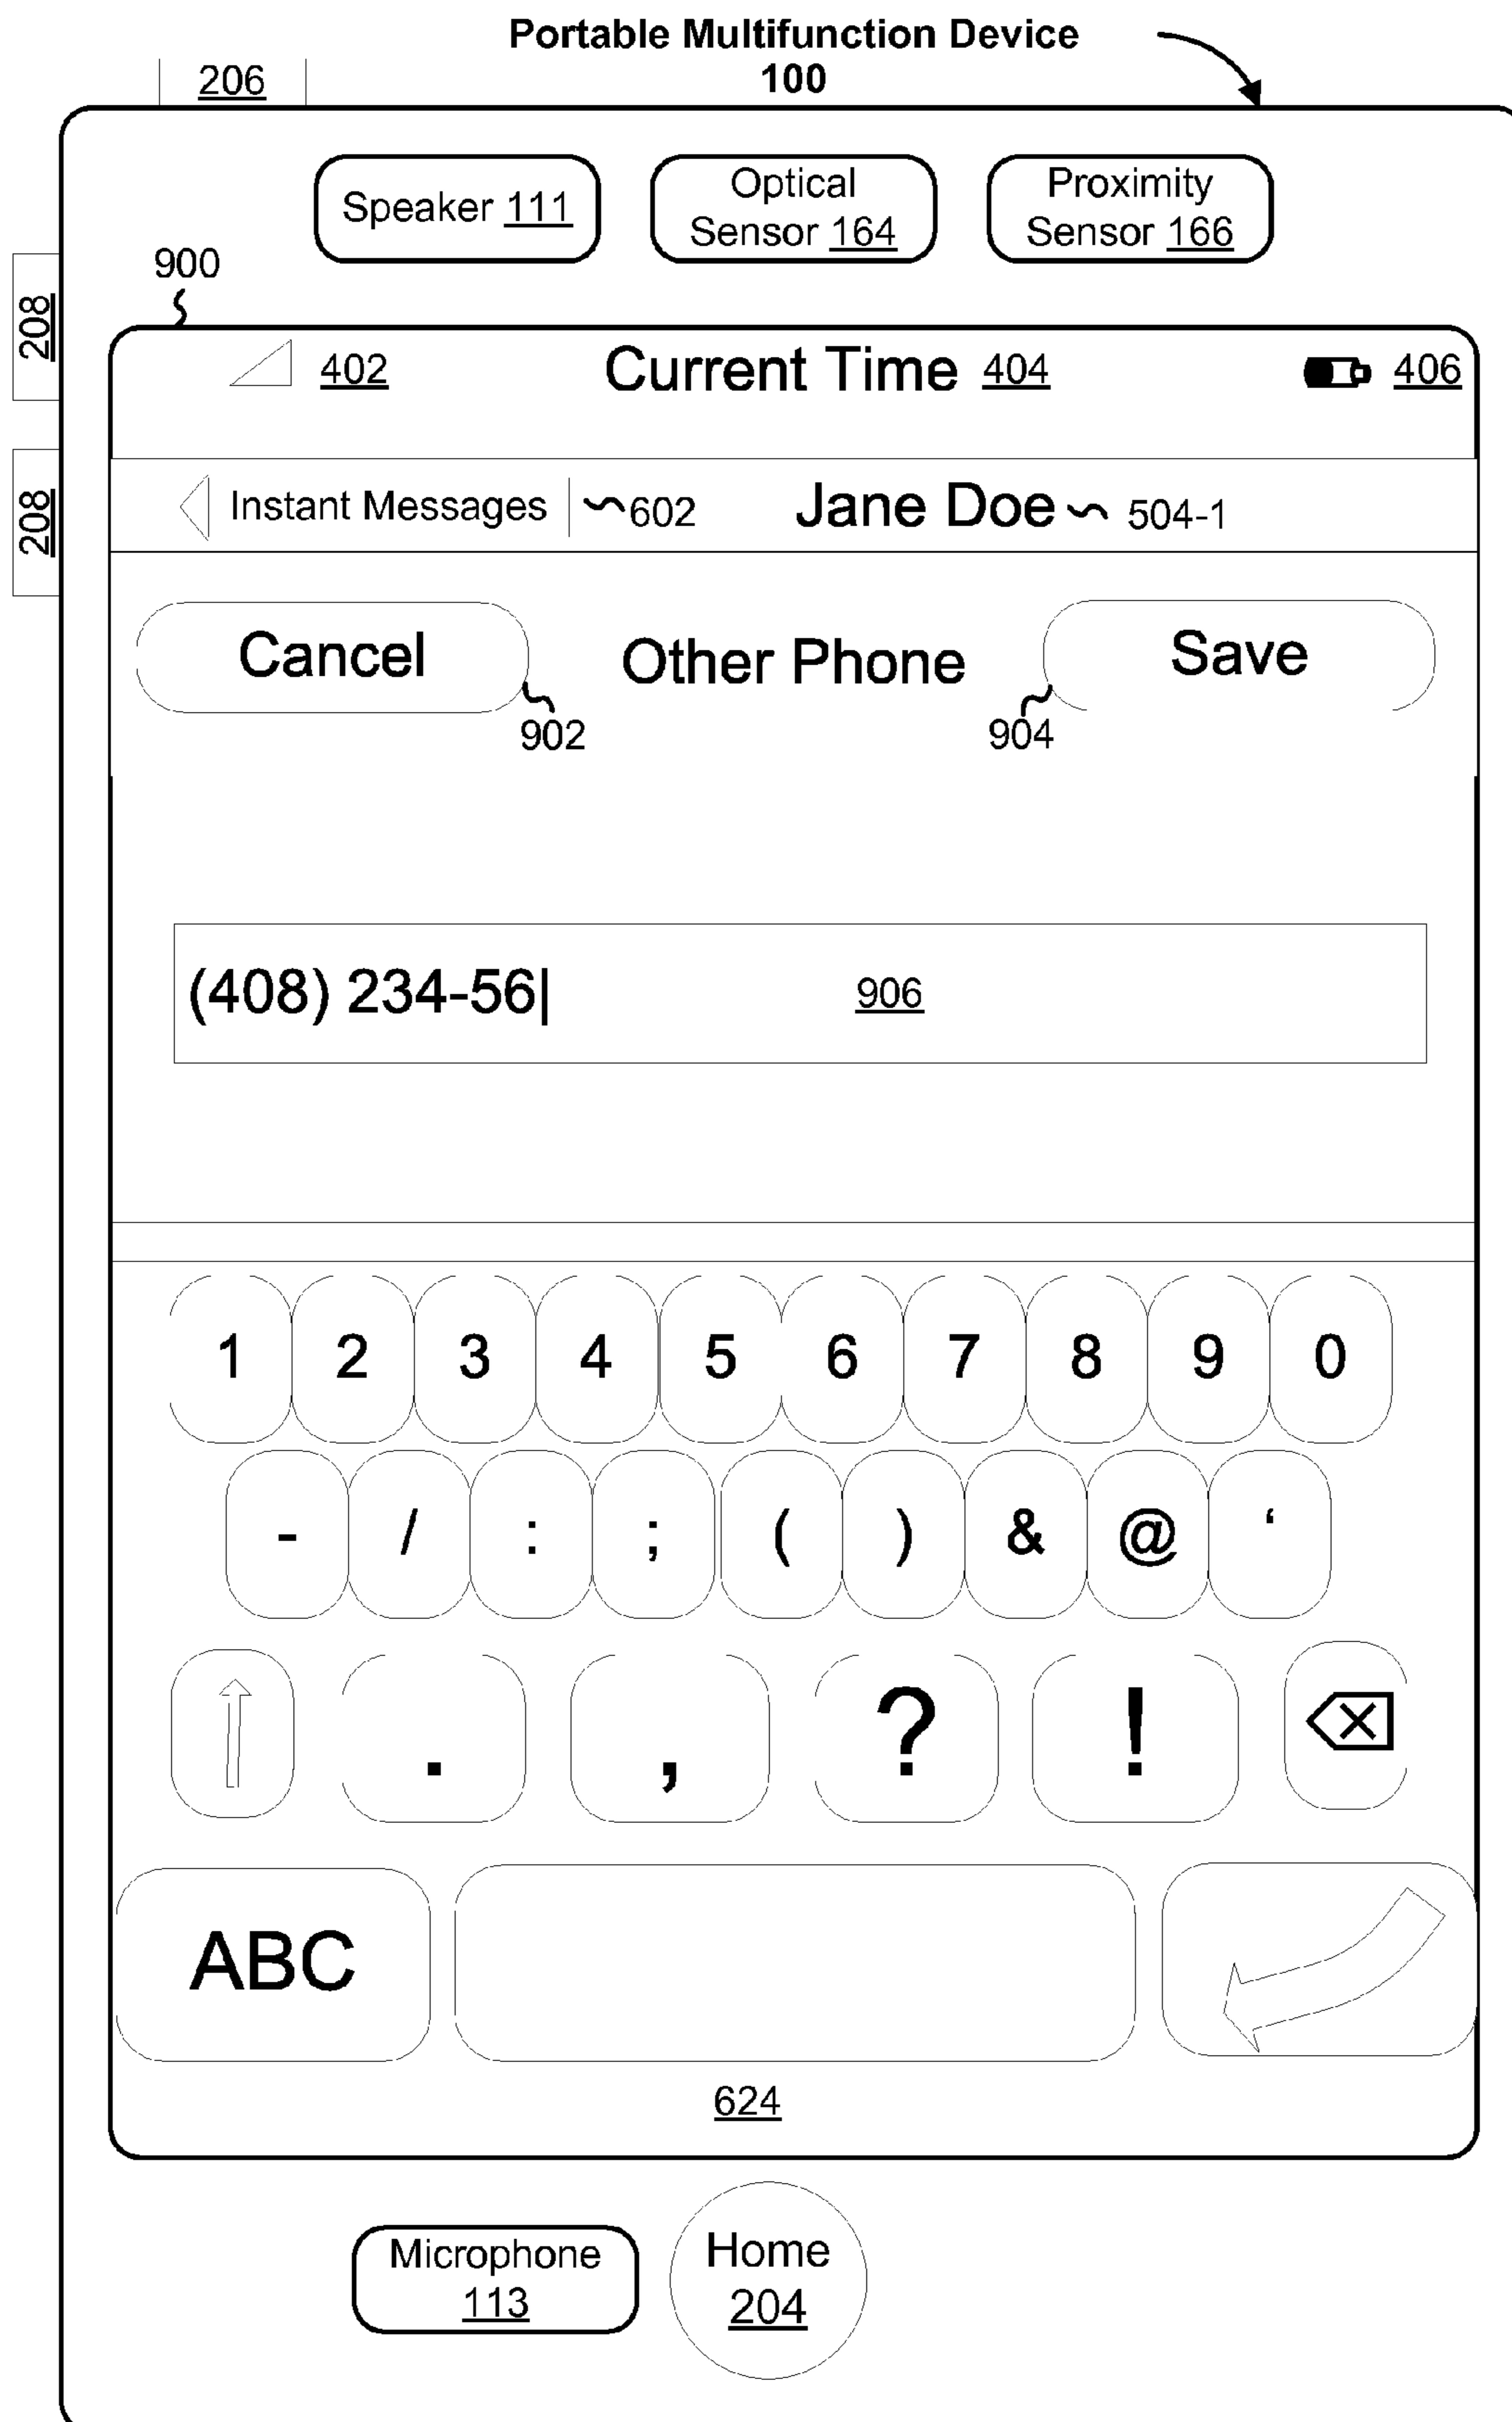 Portable Multifunction Device
100
206
Speaker 111
Optical
Sensor 164
Proximity
Sensor 166
900
208
402 Current Time 404 406
208
Instant Messages 602 Jane Doe 504-1
Cancel Other Phone Save
902 904
(408) 234-56| 906
1 2 3 4 5 6 7 8 9 0
- / : ; ( ) & @ ‘
. , ? !
ABC
624
Microphone
113
Home
204